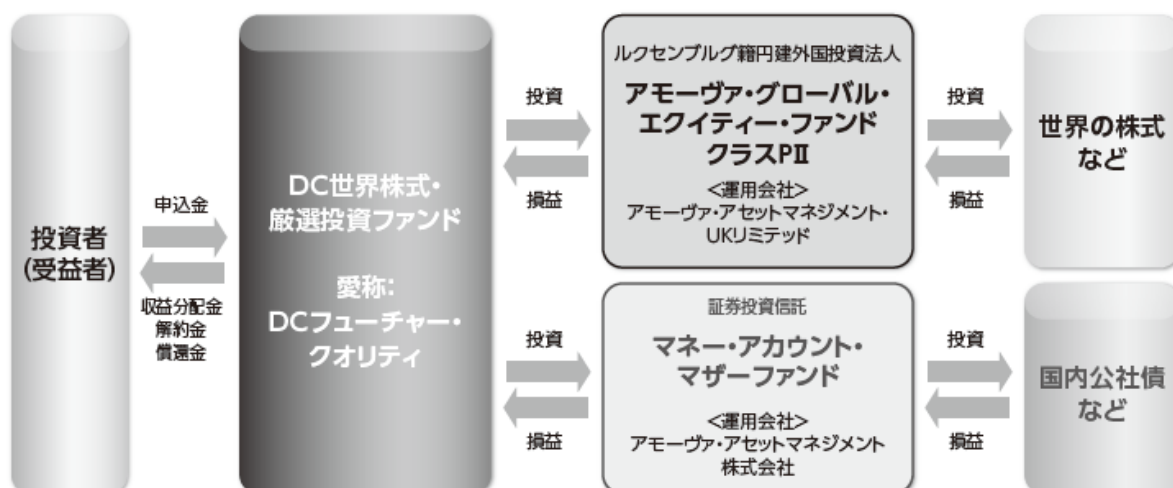 投資者
(受益者)
申込金
収益分配金
解約金
償還金
DC世界株式・
厳選投資ファンド
愛称:
DCフューチャー・
クオリティ
投資
損益
ルクセンブルグ籍円建外国投資法人
アモーヴァ・グローバル・
エクイティー・ファンド
クラスPⅡ
<運用会社>
アモーヴァ・アセットマネジメント・
UKリミテッド
投資
損益
世界の株式
など
投資
損益
証券投資信託
マネー・アカウント・
マザーファンド
<運用会社>
アモーヴァ・アセットマネジメント
株式会社
投資
損益
国内公社債
など